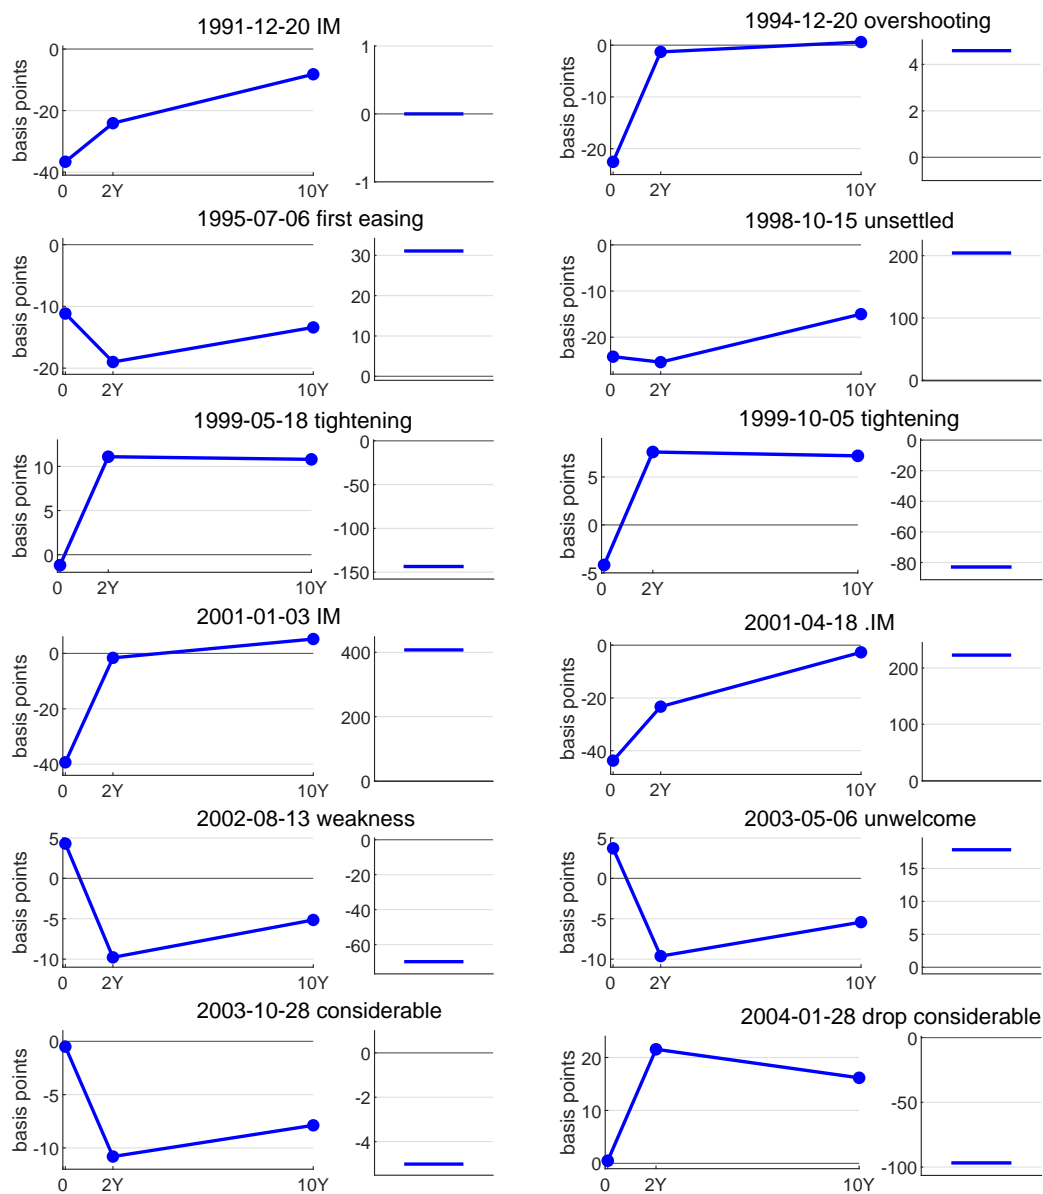 1991-12-20 IM
basis points
0
-20
-40
0 2Y 10Y
1
0
-1
1994-12-20 overshooting
basis points
0
-10
-20
0 2Y 10Y
4
2
0
1995-07-06 first easing
basis points
0
-10
-20
0 2Y 10Y
30
20
10
0
1998-10-15 unsettled
basis points
0
-10
-20
0 2Y 10Y
200
100
0
1999-05-18 tightening
basis points
10
5
0
0 2Y 10Y
0
-50
-100
-150
1999-10-05 tightening
basis points
5
0
-5
0 2Y 10Y
0
-20
-40
-60
-80
2001-01-03 IM
basis points
0
-20
-40
0 2Y 10Y
400
200
0
2001-04-18 .IM
basis points
0
-20
-40
0 2Y 10Y
200
100
0
2002-08-13 weakness
basis points
5
0
-5
-10
0 2Y 10Y
0
-20
-40
-60
2003-05-06 unwelcome
basis points
5
0
-5
-10
0 2Y 10Y
15
10
5
0
2003-10-28 considerable
basis points
0
-5
-10
0 2Y 10Y
0
-2
-4
2004-01-28 drop considerable
basis points
20
10
0
0 2Y 10Y
0
-50
-100